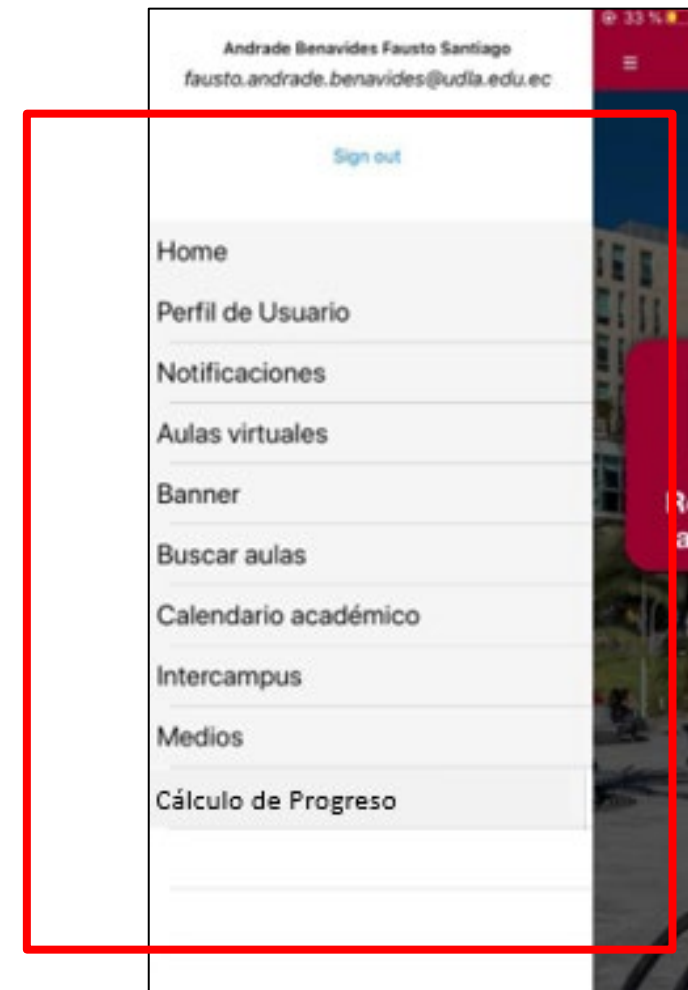 Andrade Benavides Fausto Santiago
fausto.andrade.benavides@udla.edu.ec
33 %
Sign out
Home
Perfil de Usuario
Notificaciones
Aulas virtuales
Banner
Buscar aulas
Calendario académico
Intercampus
Medios
Cálculo de Progreso